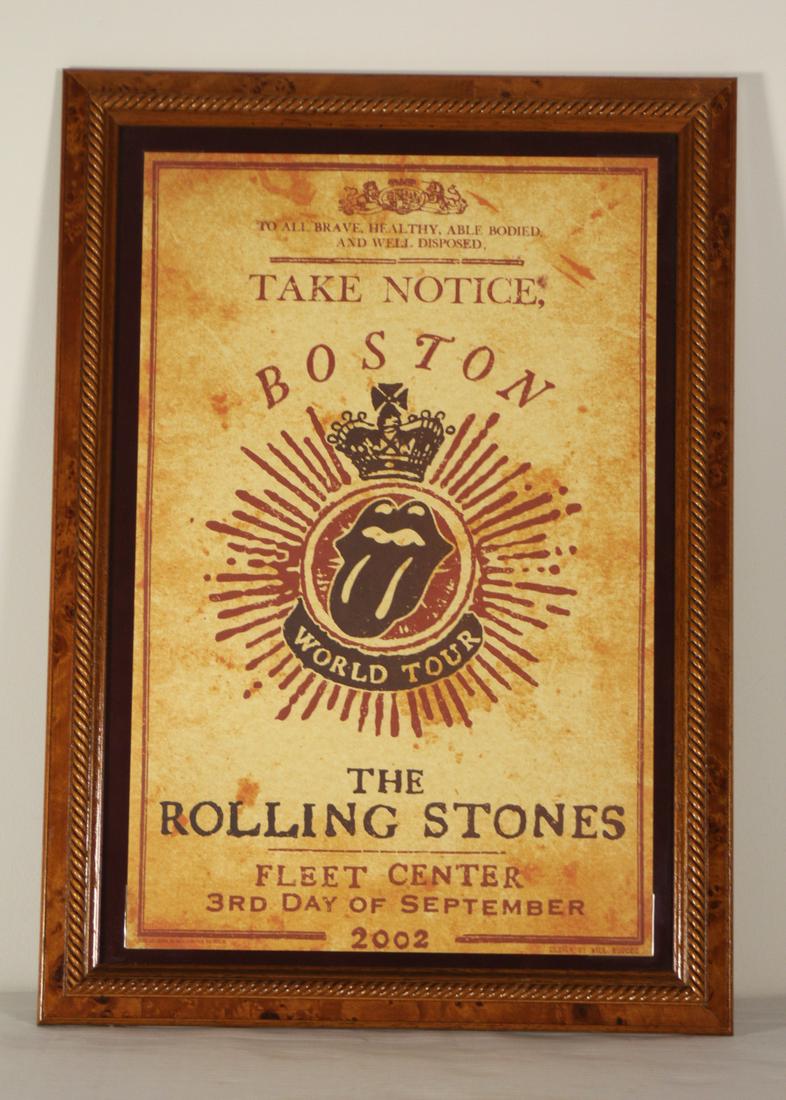 TO ALL BRAVE, HEALTHY, ABLE BODIED,
AND WELL DISPOSED,
TAKE NOTICE,
BOSTON
WORLD TOUR
THE
ROLLING STONES
FLEET CENTER
3RD DAY OF SEPTEMBER
2002